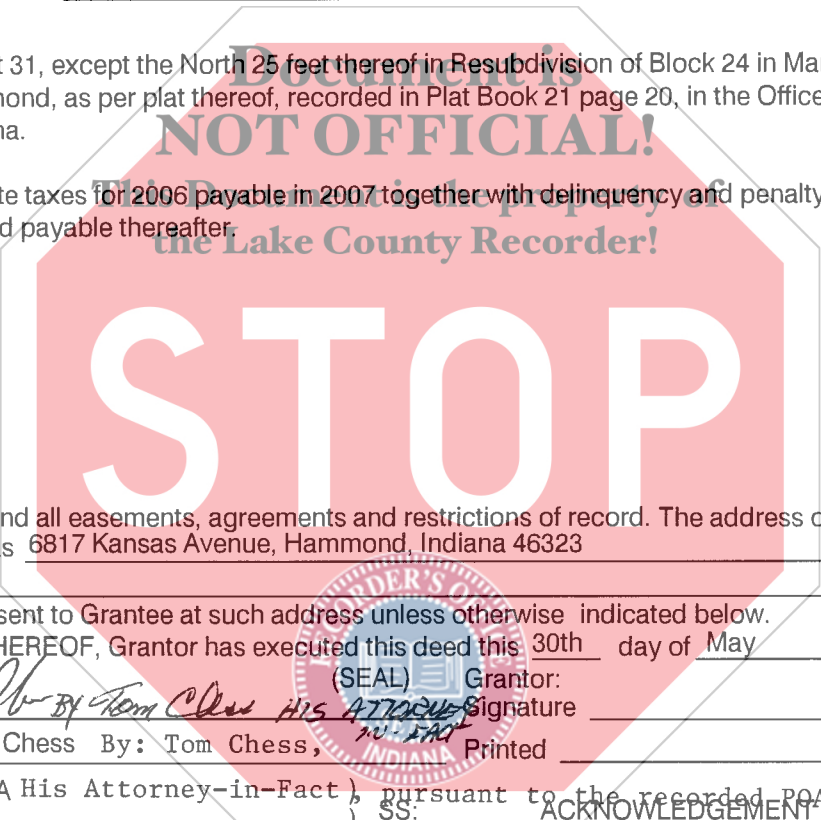 t 31, except the North 25 feet thereof in Resubdivision of Block 24 in Ma
mond, as per plat thereof, recorded in Plat Book 21 page 20, in the Office
na.
te taxes for 2006 payable in 2007 together with delinquency and penalty
d payable thereafter.
Document is
NOT OFFICIAL!
This Document is the property of
the Lake County Recorder!
STOP
nd all easements, agreements and restrictions of record. The address o
s 6817 Kansas Avenue, Hammond, Indiana 46323
sent to Grantee at such address unless otherwise indicated below.
HEREOF, Grantor has executed this deed this 30th day of May
(SEAL) Grantor:
By Tom Chess HIS ATTORNEY Signature
IN-FACT
Chess By: Tom Chess, Printed
A His Attorney-in-Fact ), pursuant to the recorded POA
) SS: ACKNOWLEDGEMENT
RECORDER'S OFFICE
INDIANA